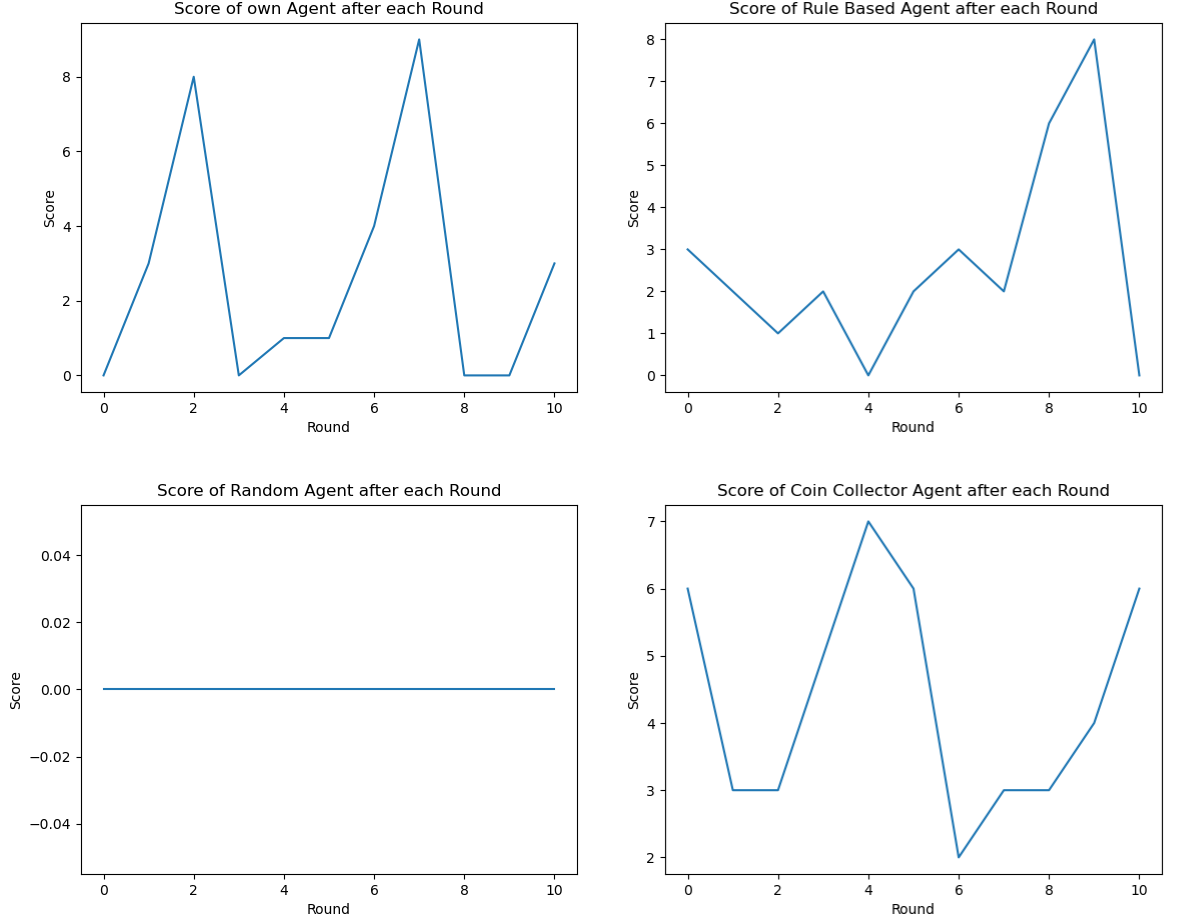 Score of own Agent after each Round
8
6
4
2
0
Score
0 2 4 6 8 10
Round
Score of Rule Based Agent after each Round
8
7
6
5
4
3
2
1
0
Score
0 2 4 6 8 10
Round
Score of Random Agent after each Round
0.04
0.02
0.00
−0.02
−0.04
Score
0 2 4 6 8 10
Round
Score of Coin Collector Agent after each Round
7
6
5
4
3
2
Score
0 2 4 6 8 10
Round